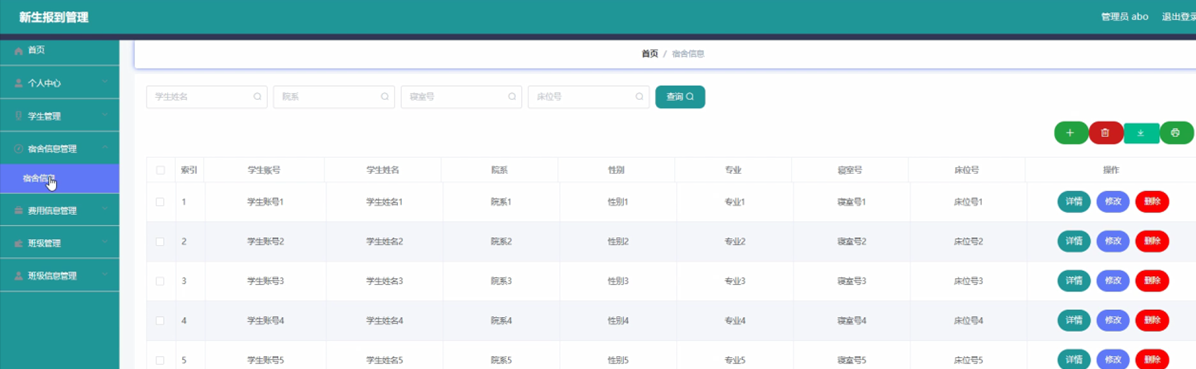 新生报到管理
管理员 abo 退出登录
首页
个人中心
学生管理
宿舍信息管理
宿舍信息
费用信息管理
班级管理
班级信息管理
首页 / 宿舍信息
学生姓名 院系 寝室号 床位号 查询
索引 学生账号 学生姓名 院系 性别 专业 寝室号 床位号 操作
1 学生账号1 学生姓名1 院系1 性别1 专业1 寝室号1 床位号1 详情 修改 删除
2 学生账号2 学生姓名2 院系2 性别2 专业2 寝室号2 床位号2 详情 修改 删除
3 学生账号3 学生姓名3 院系3 性别3 专业3 寝室号3 床位号3 详情 修改 删除
4 学生账号4 学生姓名4 院系4 性别4 专业4 寝室号4 床位号4 详情 修改 删除
5 学生账号5 学生姓名5 院系5 性别5 专业5 寝室号5 床位号5 详情 修改 删除